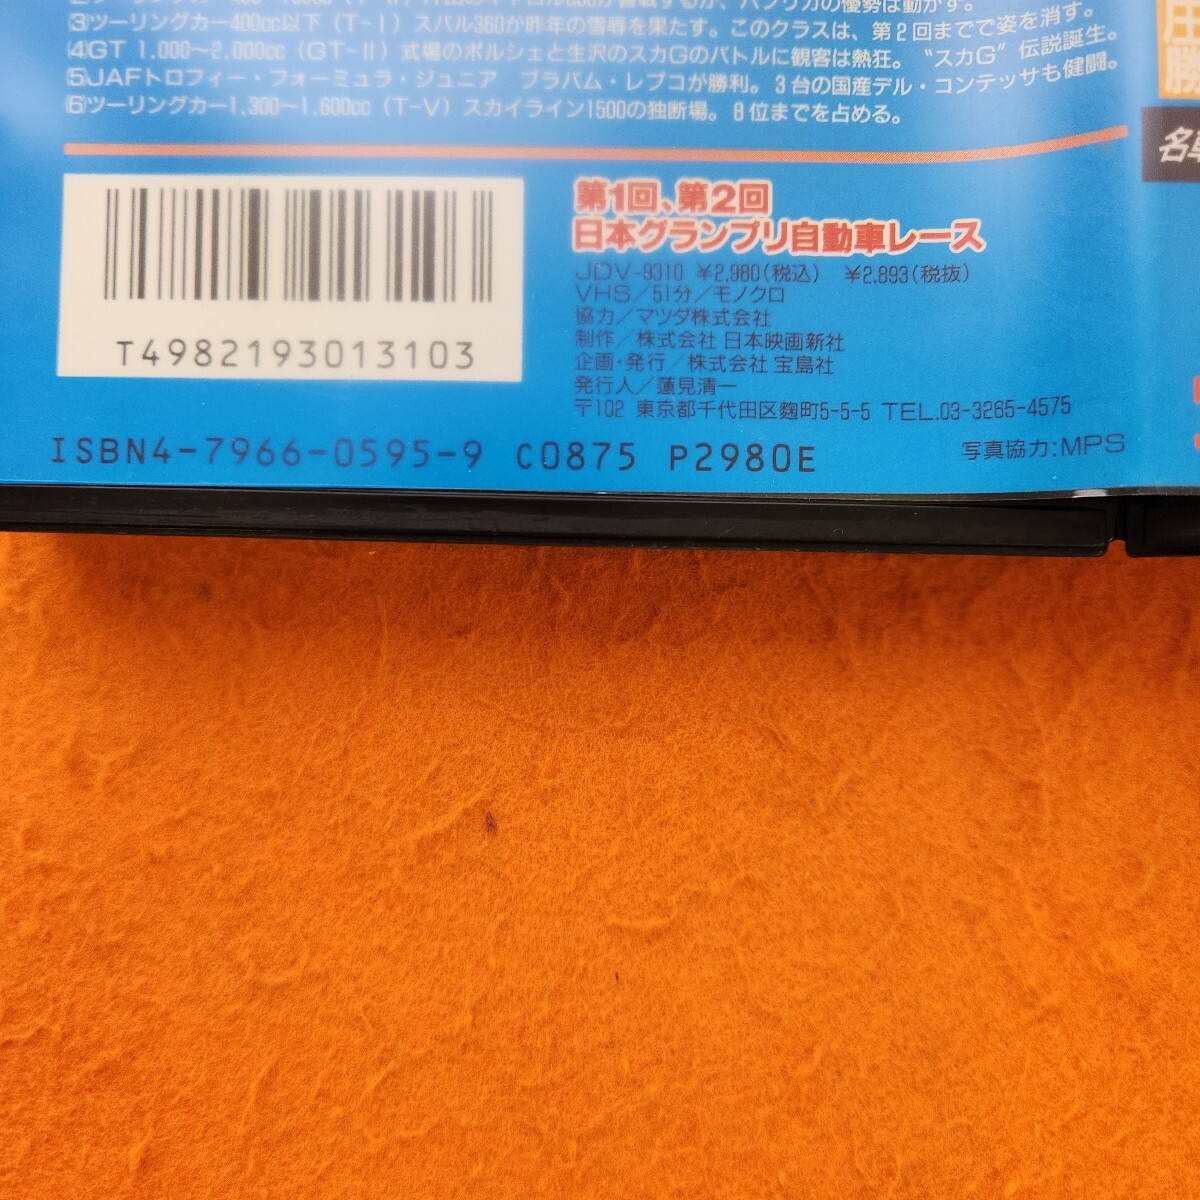 の優勢は動かず。
③ツーリングカー400cc以下（T-I）スバル360が昨年の雪辱を果たす。このクラスは、第2回までで姿を消す。
④GT 1,000〜2,000cc（GT-II）式場のポルシェと生沢のスカGのバトルに観客は熱狂。“スカG”伝説誕生。
⑤JAFトロフィー・フォーミュラ・ジュニア ブラバム・レプコが勝利。3台の国産デル・コンテッサも健闘。
⑥ツーリングカー1,300〜1,600cc（T-V）スカイライン1500の独断場。8位までを占める。
第1回、第2回
日本グランプリ自動車レース
JDV-9310 ¥2,980（税込） ¥2,893（税抜）
VHS／51分／モノクロ
協力／マツダ株式会社
制作／株式会社 日本映画新社
企画・発行／株式会社 宝島社
発行人／蓮見清一
〒102 東京都千代田区麴町5-5-5 TEL.03-3265-4575
T4982193013103
ISBN4-7966-0595-9 C0875 P2980E
写真協力：MPS
勝
名車